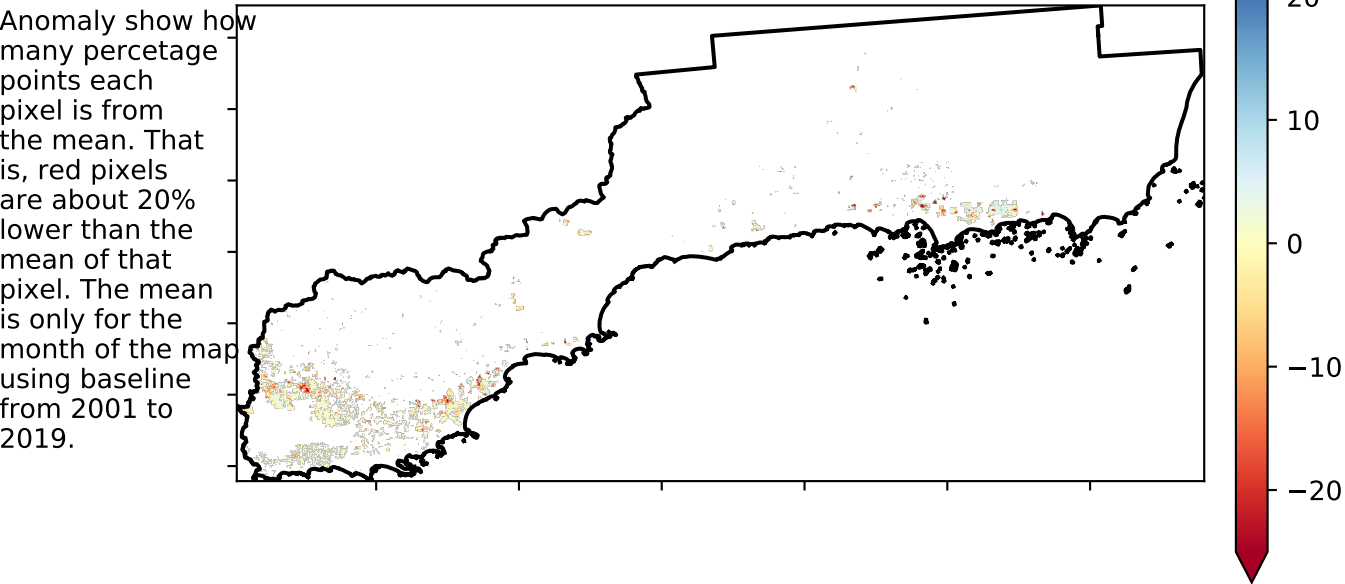 Anomaly show how
many percetage
points each
pixel is from
the mean. That
is, red pixels
are about 20%
lower than the
mean of that
pixel. The mean
is only for the
month of the map
using baseline
from 2001 to
2019.
20
10
0
−10
−20